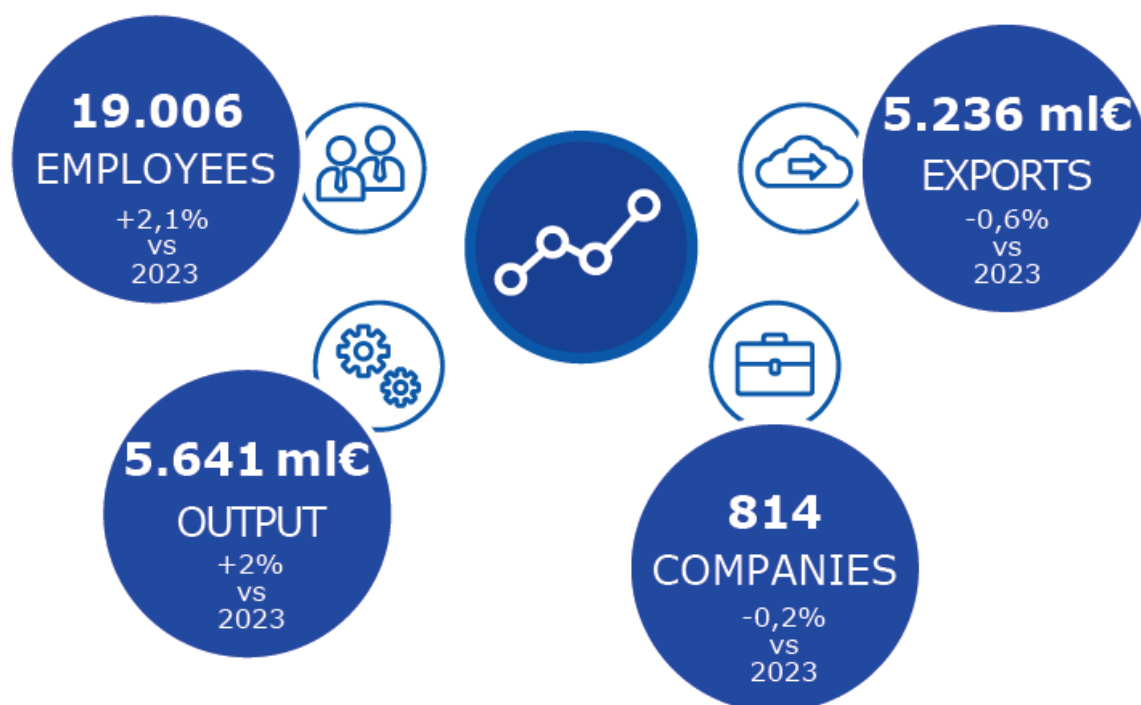 19.006
EMPLOYEES
+2,1%
vs
2023
5.236 ml€
EXPORTS
-0,6%
vs
2023
5.641 ml€
OUTPUT
+2%
vs
2023
814
COMPANIES
-0,2%
vs
2023